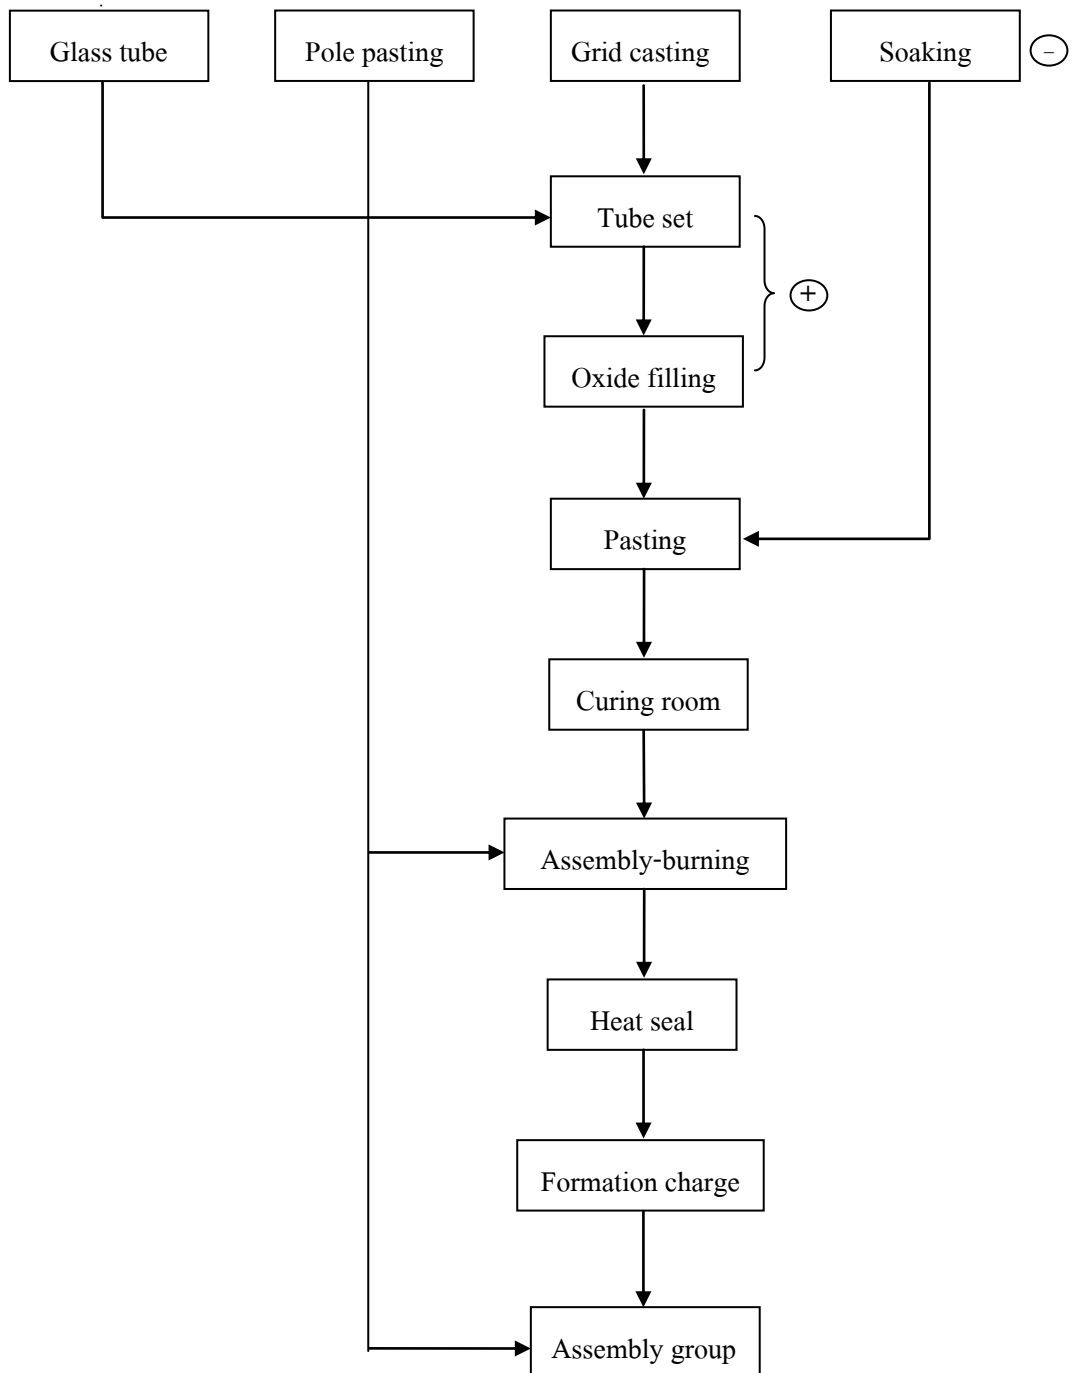 Glass tube
Pole pasting
Grid casting
Soaking
−
Tube set
+
Oxide filling
Pasting
Curing room
Assembly-burning
Heat seal
Formation charge
Assembly group